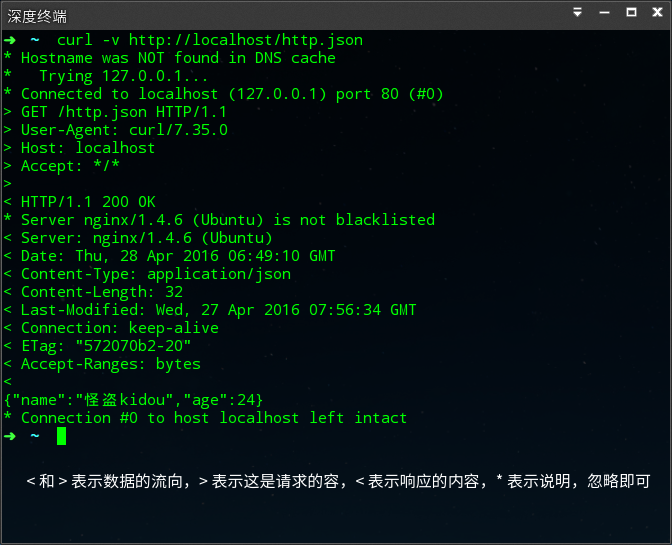 深度终端
➜  ~  curl -v http://localhost/http.json
* Hostname was NOT found in DNS cache
*   Trying 127.0.0.1...
* Connected to localhost (127.0.0.1) port 80 (#0)
> GET /http.json HTTP/1.1
> User-Agent: curl/7.35.0
> Host: localhost
> Accept: */*
>
< HTTP/1.1 200 OK
* Server nginx/1.4.6 (Ubuntu) is not blacklisted
< Server: nginx/1.4.6 (Ubuntu)
< Date: Thu, 28 Apr 2016 06:49:10 GMT
< Content-Type: application/json
< Content-Length: 32
< Last-Modified: Wed, 27 Apr 2016 07:56:34 GMT
< Connection: keep-alive
< ETag: "572070b2-20"
< Accept-Ranges: bytes
<
{"name":"怪盗kidou","age":24}
* Connection #0 to host localhost left intact
➜  ~
< 和 > 表示数据的流向，> 表示这是请求的容，< 表示响应的内容，* 表示说明，忽略即可